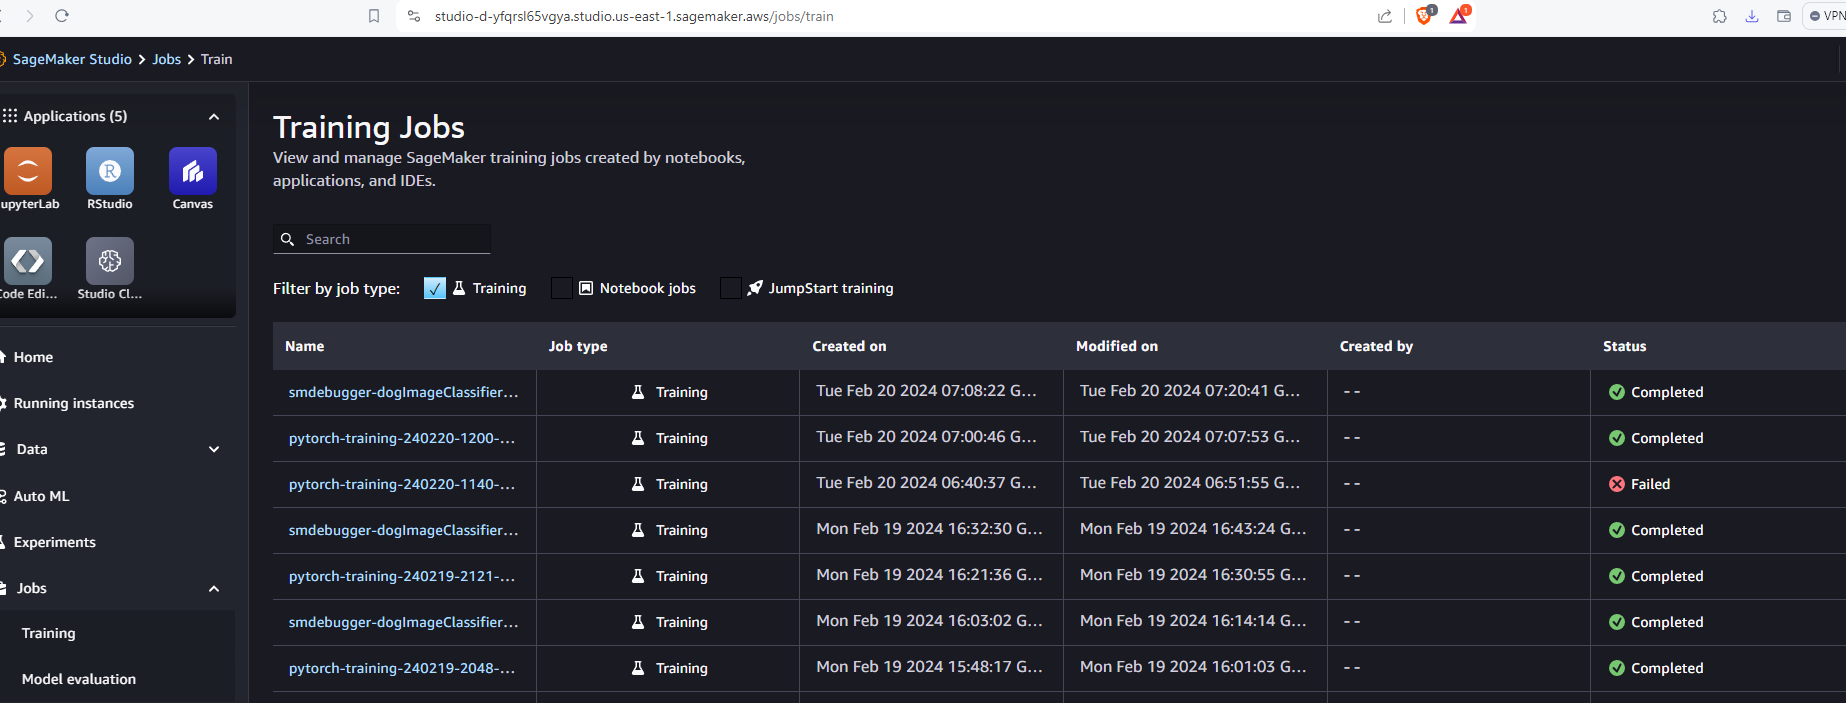 studio-d-yfqrsl65vgya.studio.us-east-1.sagemaker.aws/jobs/train
1
1
VPN
SageMaker Studio > Jobs > Train
Applications (5)
upyterLab
RStudio
Canvas
Code Edi...
Studio Cl...
Home
Running instances
Data
Auto ML
Experiments
Jobs
Training
Model evaluation
Training Jobs
View and manage SageMaker training jobs created by notebooks,
applications, and IDEs.
Search
Filter by job type: Training Notebook jobs JumpStart training
Name Job type Created on Modified on Created by Status
smdebugger-dogImageClassifier... Training Tue Feb 20 2024 07:08:22 G... Tue Feb 20 2024 07:20:41 G... -- Completed
pytorch-training-240220-1200-... Training Tue Feb 20 2024 07:00:46 G... Tue Feb 20 2024 07:07:53 G... -- Completed
pytorch-training-240220-1140-... Training Tue Feb 20 2024 06:40:37 G... Tue Feb 20 2024 06:51:55 G... -- Failed
smdebugger-dogImageClassifier... Training Mon Feb 19 2024 16:32:30 G... Mon Feb 19 2024 16:43:24 G... -- Completed
pytorch-training-240219-2121-... Training Mon Feb 19 2024 16:21:36 G... Mon Feb 19 2024 16:30:55 G... -- Completed
smdebugger-dogImageClassifier... Training Mon Feb 19 2024 16:03:02 G... Mon Feb 19 2024 16:14:14 G... -- Completed
pytorch-training-240219-2048-... Training Mon Feb 19 2024 15:48:17 G... Mon Feb 19 2024 16:01:03 G... -- Completed